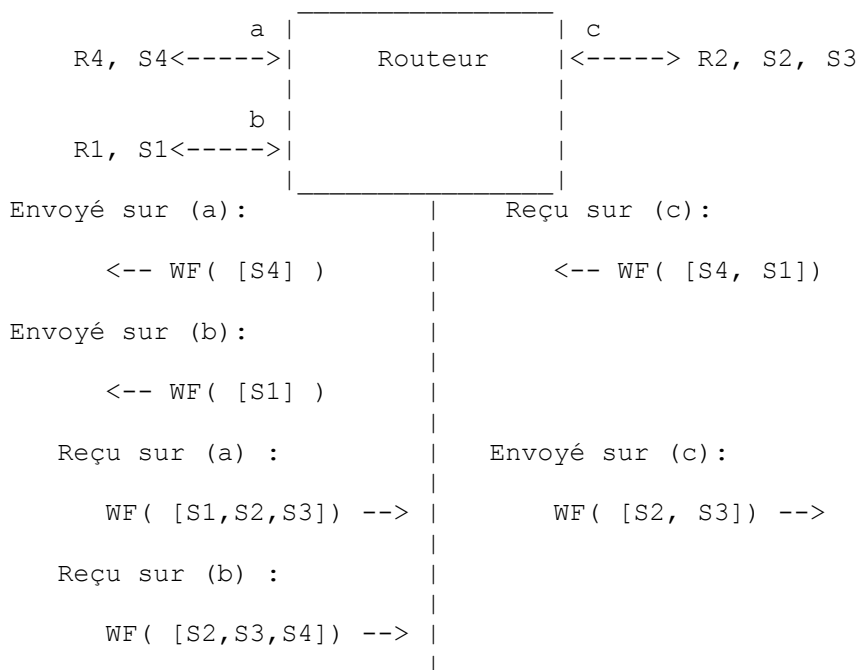 ________________
a | | c
R4, S4<----->| Routeur |<-----> R2, S2, S3
| |
b | |
R1, S1<----->| |
|________________|
Envoyé sur (a): | Reçu sur (c):
|
<-- WF( [S4] ) | <-- WF( [S4, S1])
|
Envoyé sur (b): |
|
<-- WF( [S1] ) |
|
Reçu sur (a) : | Envoyé sur (c):
|
WF( [S1,S2,S3]) --> | WF( [S2, S3]) -->
|
Reçu sur (b) : |
|
WF( [S2,S3,S4]) --> |
|